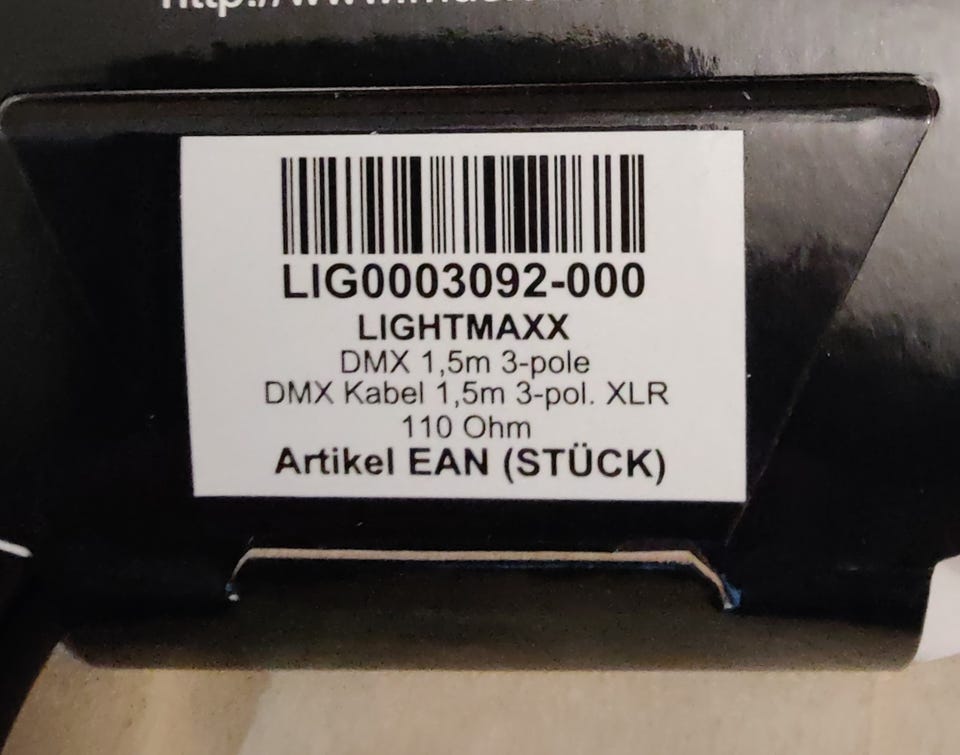 LIG0003092-000
LIGHTMAXX
DMX 1,5m 3-pole
DMX Kabel 1,5m 3-pol. XLR
110 Ohm
Artikel EAN (STÜCK)